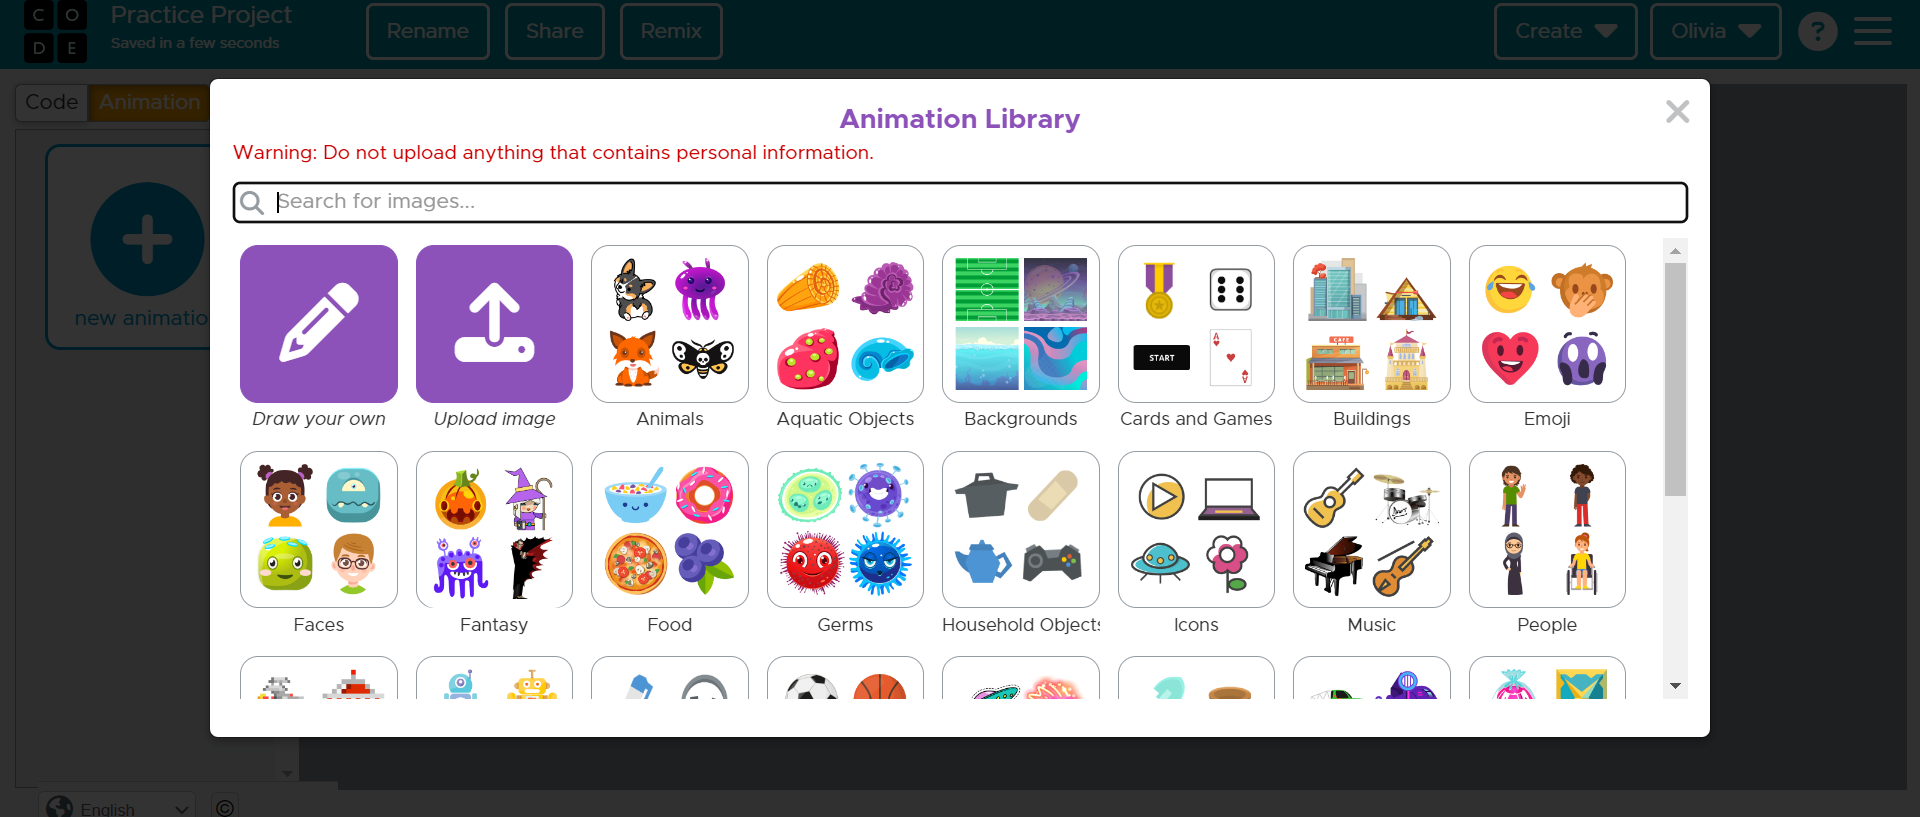 C O
D E
Practice Project
Saved in a few seconds
Rename
Share
Remix
Create
Olivia
?
Code
Animation
new animatio
Animation Library
Warning: Do not upload anything that contains personal information.
Search for images...
START
A
A
CAFE
Draw your own
Upload image
Animals
Aquatic Objects
Backgrounds
Cards and Games
Buildings
Emoji
Faces
Fantasy
Food
Germs
Household Objects
Icons
Music
People
English
©